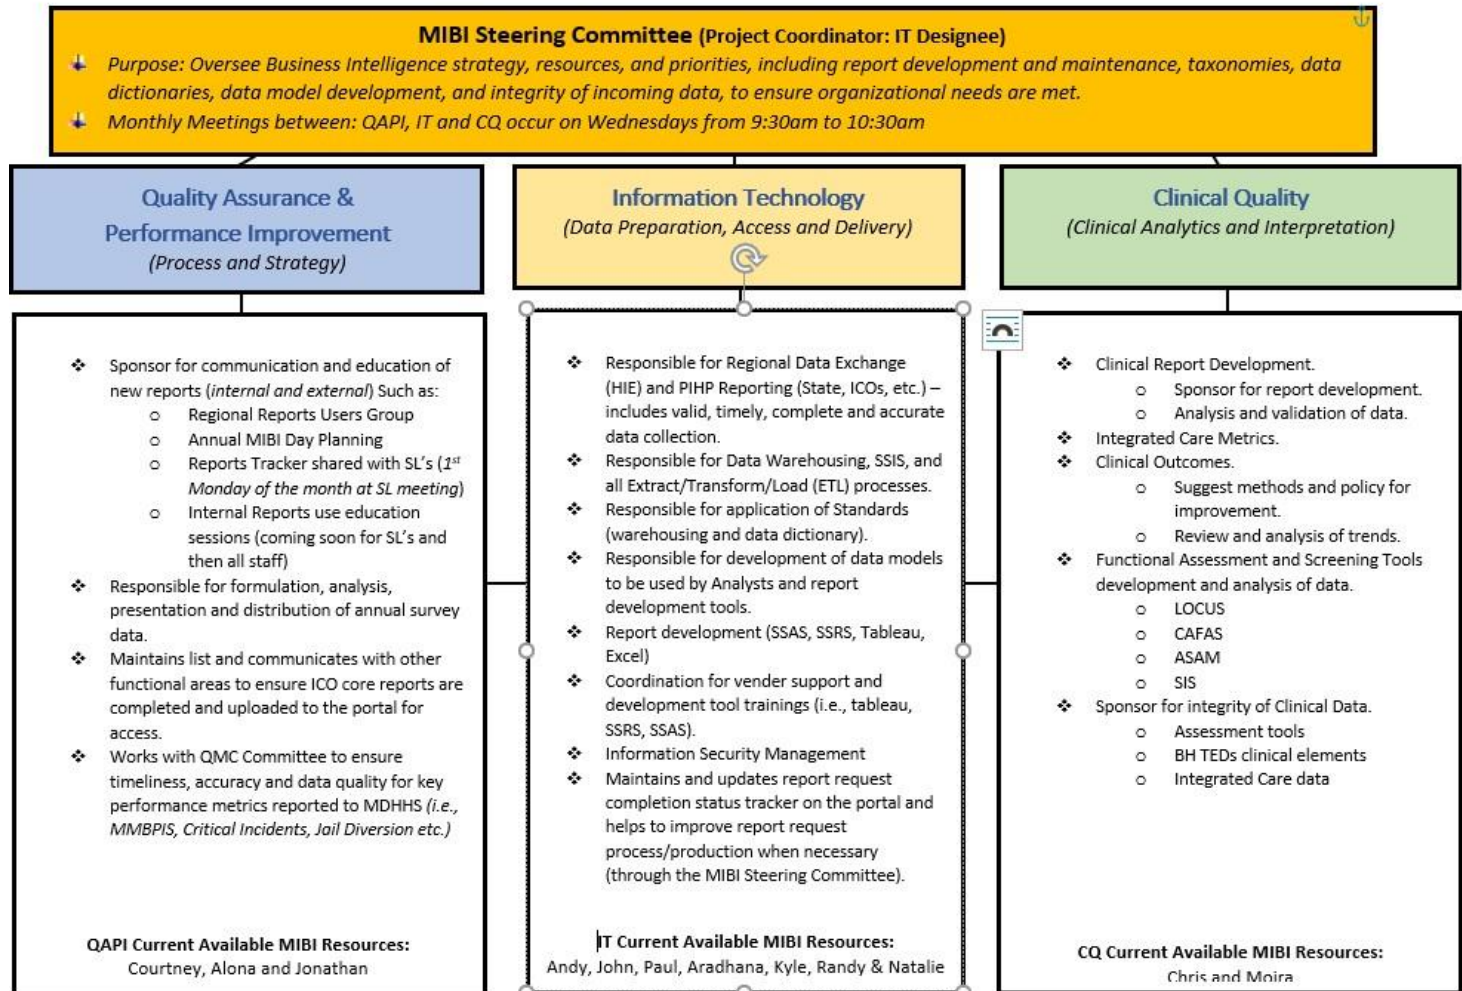 MIBI Steering Committee (Project Coordinator: IT Designee)
Purpose: Oversee Business Intelligence strategy, resources, and priorities, including report development and maintenance, taxonomies, data
dictionaries, data model development, and integrity of incoming data, to ensure organizational needs are met.
Monthly Meetings between: QAPI, IT and CQ occur on Wednesdays from 9:30am to 10:30am
Quality Assurance &
Performance Improvement
(Process and Strategy)
Sponsor for communication and education of
new reports (internal and external) Such as:
o Regional Reports Users Group
o Annual MIBI Day Planning
o Reports Tracker shared with SL's (1st
Monday of the month at SL meeting)
o Internal Reports use education
sessions (coming soon for SL's and
then all staff)
Responsible for formulation, analysis,
presentation and distribution of annual survey
data.
Maintains list and communicates with other
functional areas to ensure ICO core reports are
completed and uploaded to the portal for
access.
Works with QMC Committee to ensure
timeliness, accuracy and data quality for key
performance metrics reported to MDHHS (i.e.,
MMBPIS, Critical Incidents, Jail Diversion etc.)
QAPI Current Available MIBI Resources:
Courtney, Alona and Jonathan
Information Technology
(Data Preparation, Access and Delivery)
Responsible for Regional Data Exchange
(HIE) and PIHP Reporting (State, ICOs, etc.) –
includes valid, timely, complete and accurate
data collection.
Responsible for Data Warehousing, SSIS, and
all Extract/Transform/Load (ETL) processes.
Responsible for application of Standards
(warehousing and data dictionary).
Responsible for development of data models
to be used by Analysts and report
development tools.
Report development (SSAS, SSRS, Tableau,
Excel)
Coordination for vender support and
development tool trainings (i.e., tableau,
SSRS, SSAS).
Information Security Management
Maintains and updates report request
completion status tracker on the portal and
helps to improve report request
process/production when necessary
(through the MIBI Steering Committee).
IT Current Available MIBI Resources:
Andy, John, Paul, Aradhana, Kyle, Randy & Natalie
Clinical Quality
(Clinical Analytics and Interpretation)
Clinical Report Development.
o Sponsor for report development.
o Analysis and validation of data.
Integrated Care Metrics.
Clinical Outcomes.
o Suggest methods and policy for
improvement.
o Review and analysis of trends.
Functional Assessment and Screening Tools
development and analysis of data.
o LOCUS
o CAFAS
o ASAM
o SIS
Sponsor for integrity of Clinical Data.
o Assessment tools
o BH TEDs clinical elements
o Integrated Care data
CQ Current Available MIBI Resources:
Chris and Moira